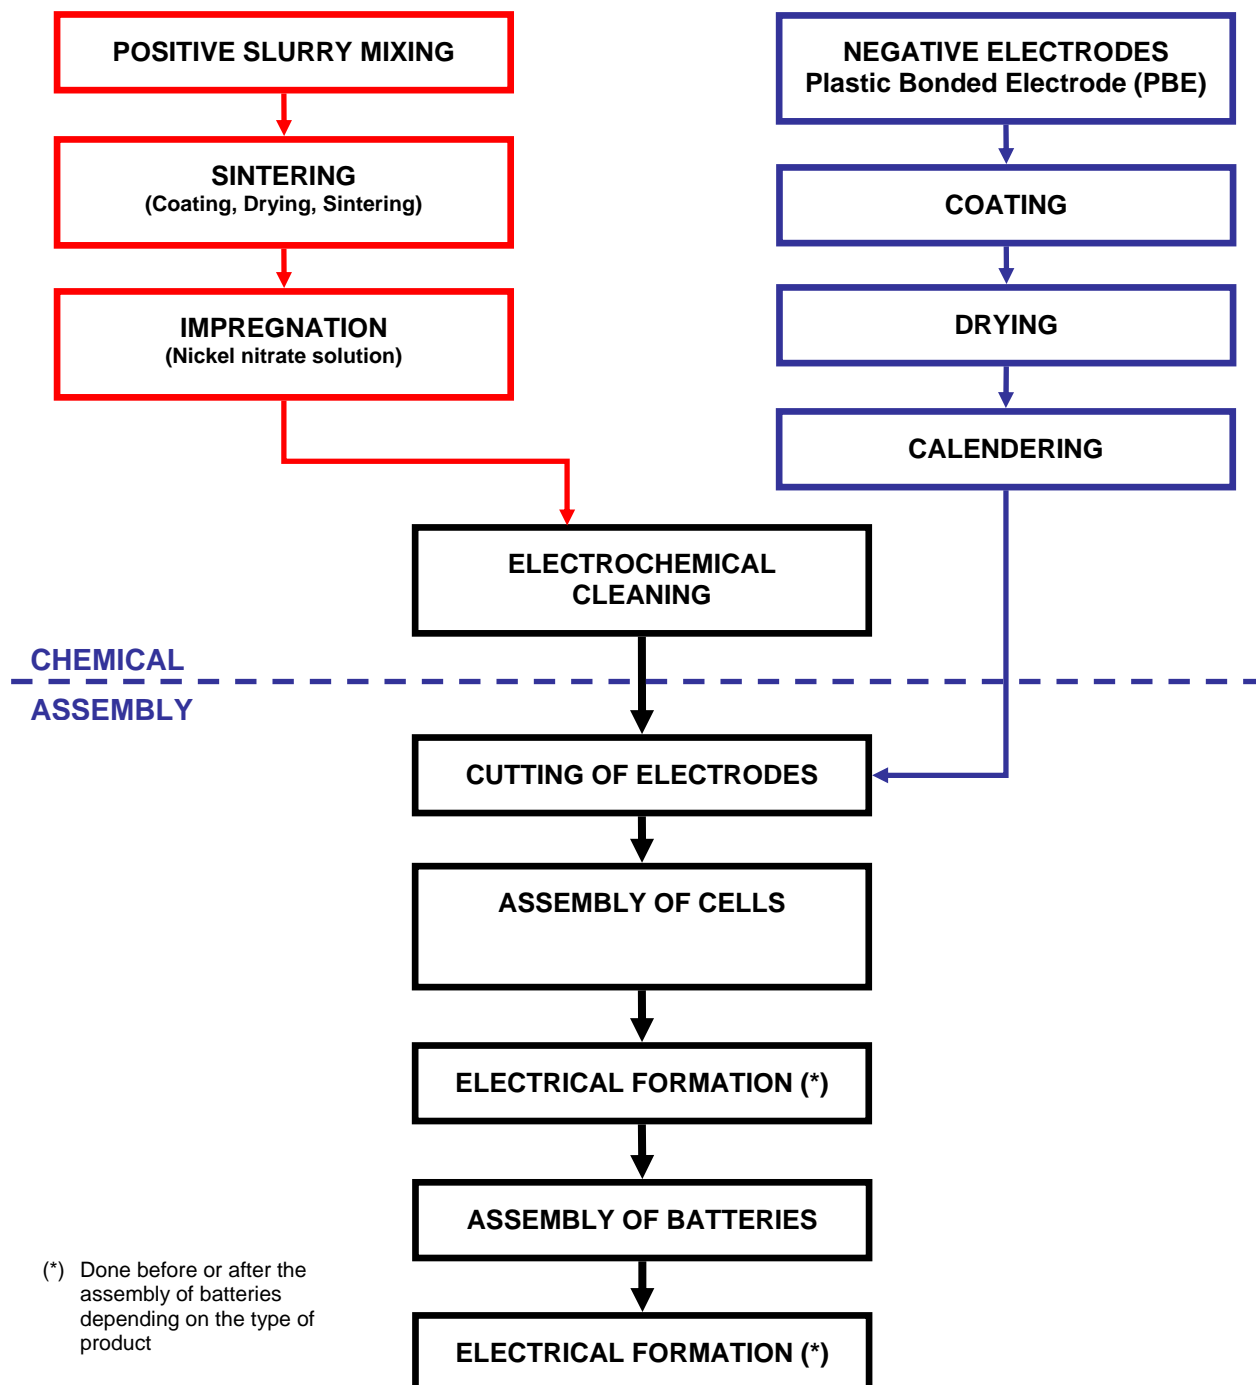 POSITIVE SLURRY MIXING
NEGATIVE ELECTRODES
Plastic Bonded Electrode (PBE)
SINTERING
(Coating, Drying, Sintering)
COATING
IMPREGNATION
(Nickel nitrate solution)
DRYING
CALENDERING
ELECTROCHEMICAL
CLEANING
CHEMICAL
ASSEMBLY
CUTTING OF ELECTRODES
ASSEMBLY OF CELLS
ELECTRICAL FORMATION (*)
ASSEMBLY OF BATTERIES
(*) Done before or after the
assembly of batteries
depending on the type of
product
ELECTRICAL FORMATION (*)